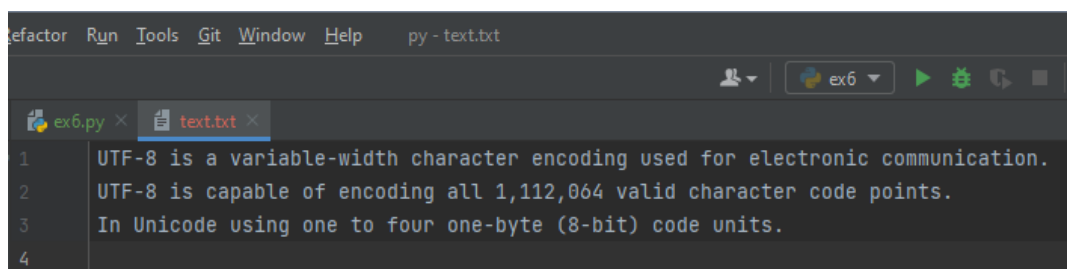 efactor Run Tools Git Window Help py - text.txt
ex6
ex6.py text.txt
1 UTF-8 is a variable-width character encoding used for electronic communication.
2 UTF-8 is capable of encoding all 1,112,064 valid character code points.
3 In Unicode using one to four one-byte (8-bit) code units.
4